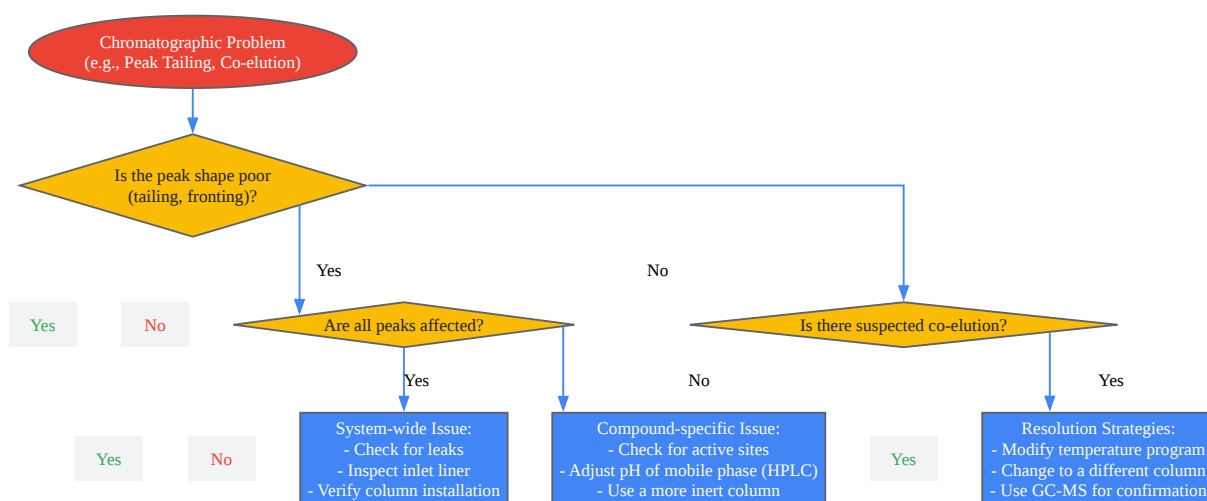 Chromatographic Problem
(e.g., Peak Tailing, Co-elution)
Is the peak shape poor
(tailing, fronting)?
Yes
No
Yes
No
Are all peaks affected?
Is there suspected co-elution?
Yes
No
Yes
Yes
No
System-wide Issue:
- Check for leaks
- Inspect inlet liner
- Verify column installation
Compound-specific Issue:
- Check for active sites
- Adjust pH of mobile phase (HPLC)
- Use a more inert column
Yes
Resolution Strategies:
- Modify temperature program
- Change to a different column
- Use GC-MS for confirmation